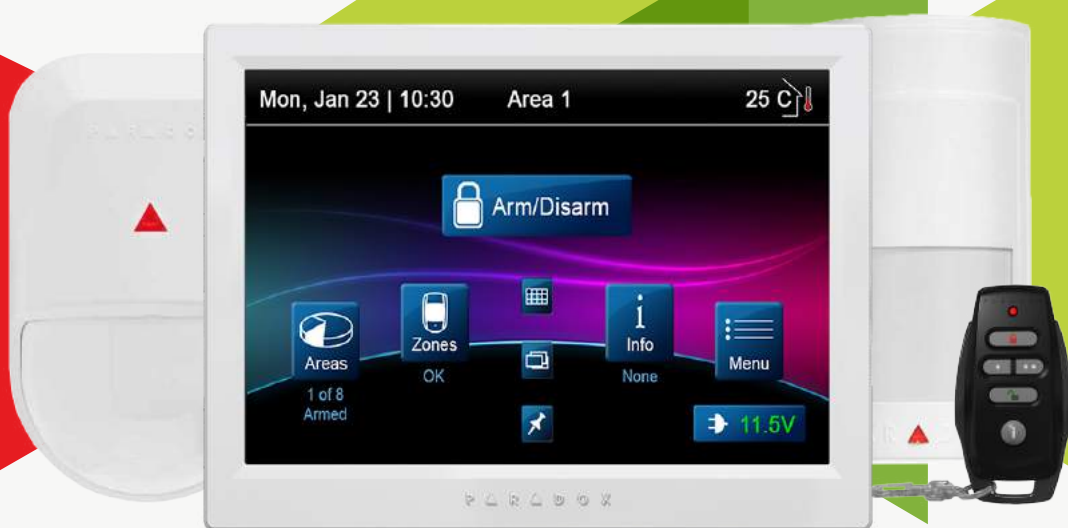 PARADOX
Mon, Jan 23 | 10:30 Area 1 25 C
Arm/Disarm
Areas
1 of 8
Armed
Zones
OK
i
Info
None
Menu
11.5V
PARADOX